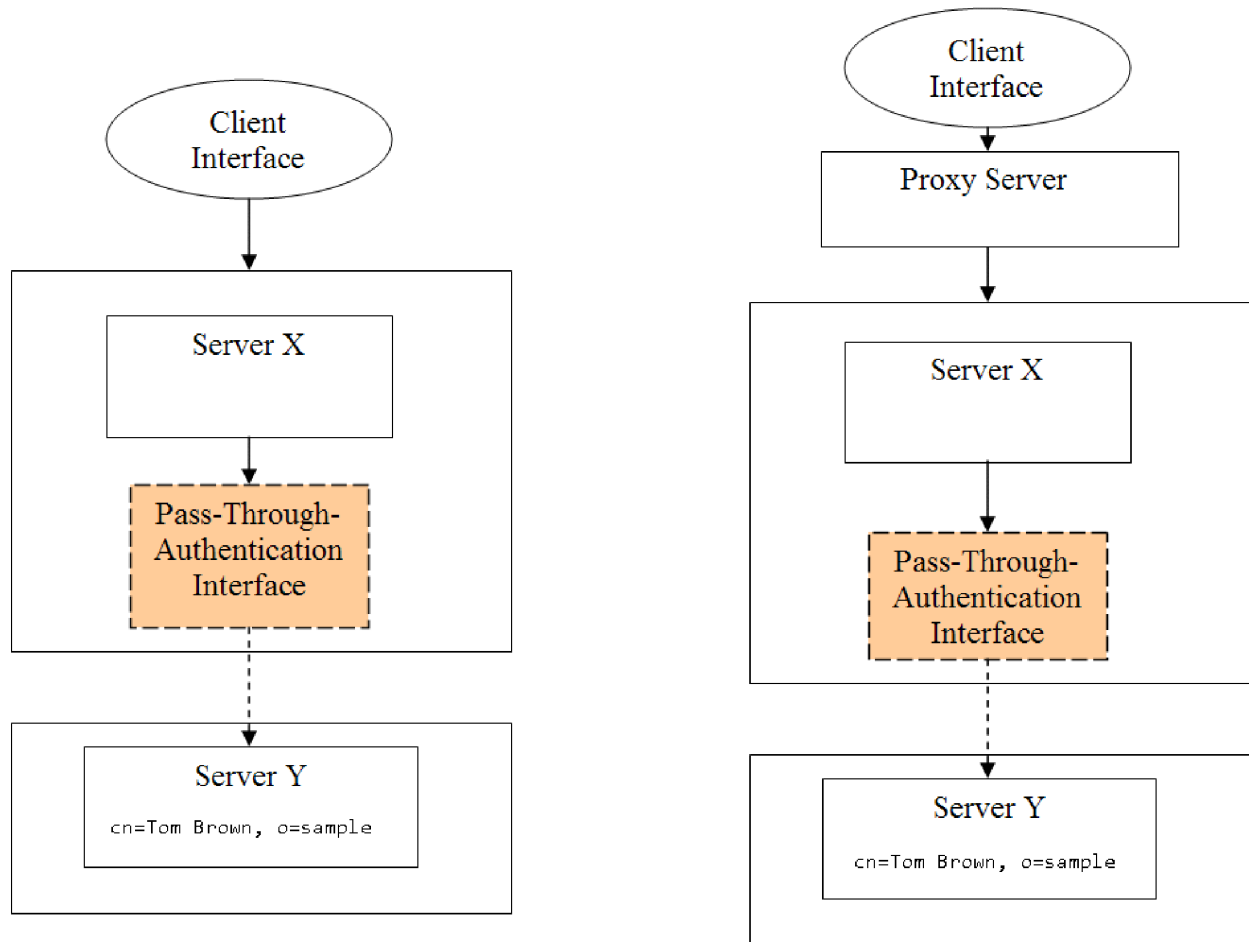 Client
Interface
Server X
Pass-Through-
Authentication
Interface
Server Y
cn=Tom Brown, o=sample
Client
Interface
Proxy Server
Server X
Pass-Through-
Authentication
Interface
Server Y
cn=Tom Brown, o=sample